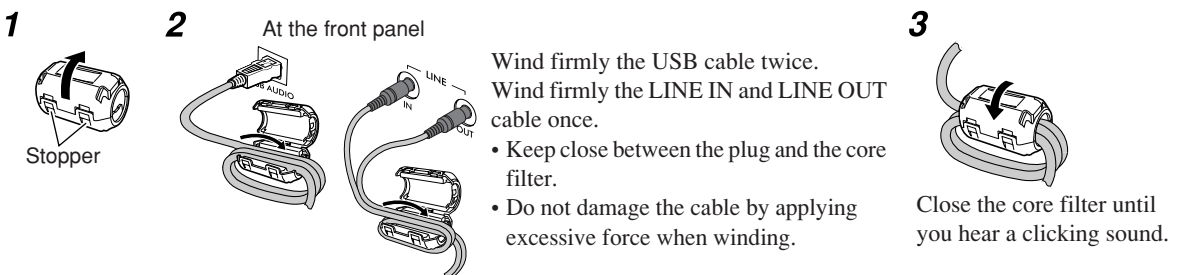 1
Stopper
2
At the front panel
USB AUDIO
LINE
IN
OUT
Wind firmly the USB cable twice.
Wind firmly the LINE IN and LINE OUT
cable once.
• Keep close between the plug and the core
filter.
• Do not damage the cable by applying
excessive force when winding.
3
Close the core filter until
you hear a clicking sound.